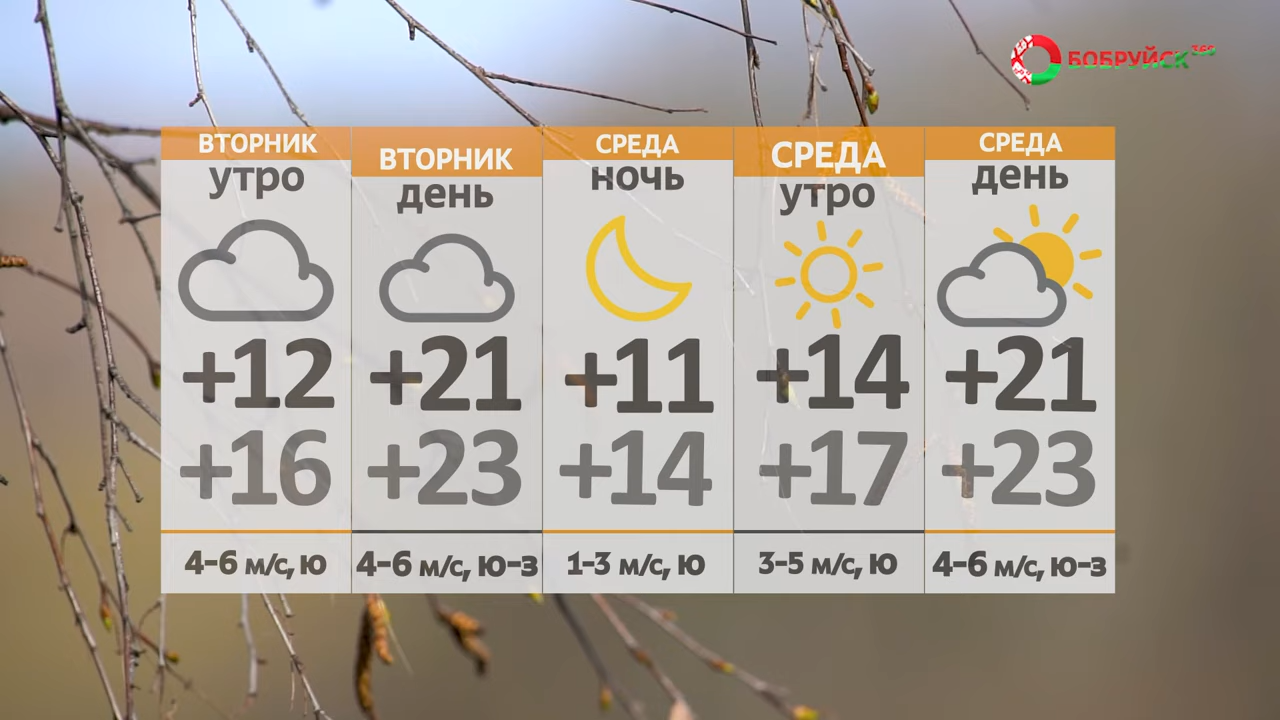 БОБРУЙСК 360
ВТОРНИК
утро
+12
+16
4-6 м/с, Ю
ВТОРНИК
день
+21
+23
4-6 м/с, Ю-З
СРЕДА
ночь
+11
+14
1-3 м/с, Ю
СРЕДА
утро
+14
+17
3-5 м/с, Ю
СРЕДА
день
+21
+23
4-6 м/с, Ю-З